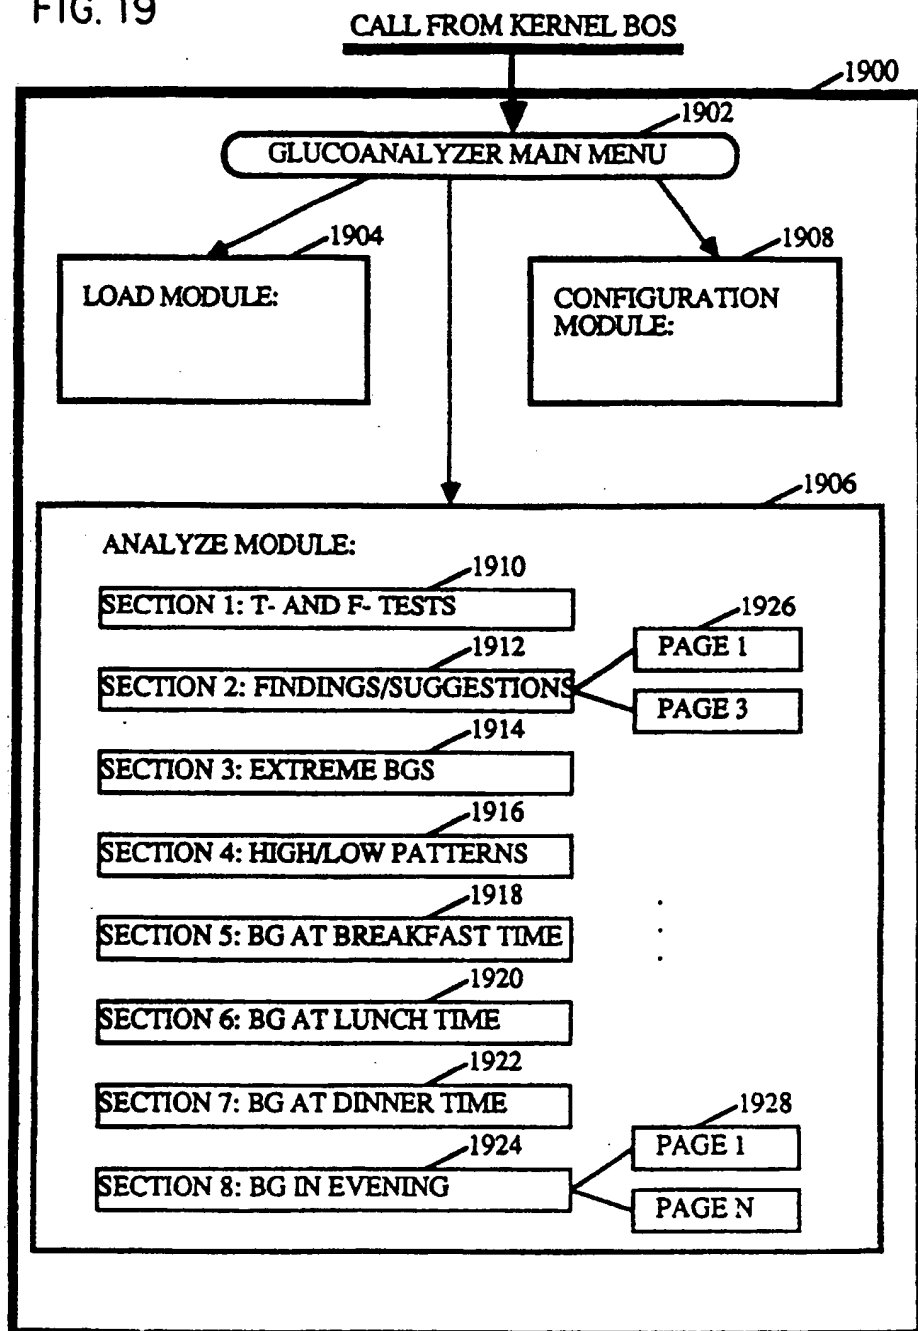 FIG. 19
CALL FROM KERNEL BOS
1900
1902
GLUCOANALYZER MAIN MENU
1904
1908
LOAD MODULE:
CONFIGURATION
MODULE:
1906
ANALYZE MODULE:
1910
SECTION 1: T- AND F- TESTS
1926
PAGE 1
1912
SECTION 2: FINDINGS/SUGGESTIONS
PAGE 3
1914
SECTION 3: EXTREME BGS
1916
SECTION 4: HIGH/LOW PATTERNS
1918
SECTION 5: BG AT BREAKFAST TIME
1920
SECTION 6: BG AT LUNCH TIME
1922
SECTION 7: BG AT DINNER TIME
1928
PAGE 1
1924
SECTION 8: BG IN EVENING
PAGE N